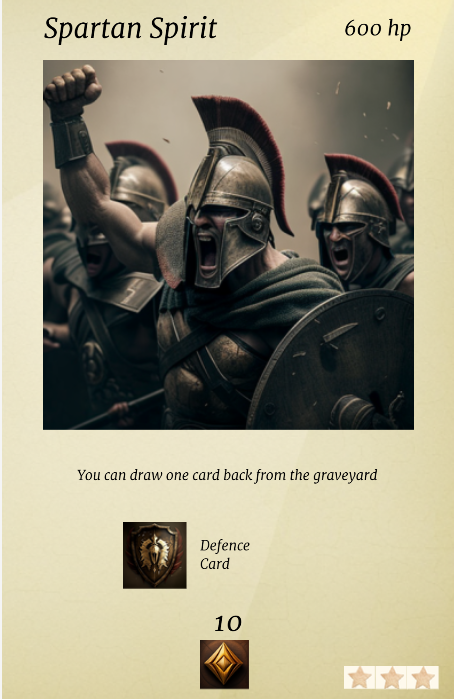 Spartan Spirit 600 hp
You can draw one card back from the graveyard
Defence
Card
10